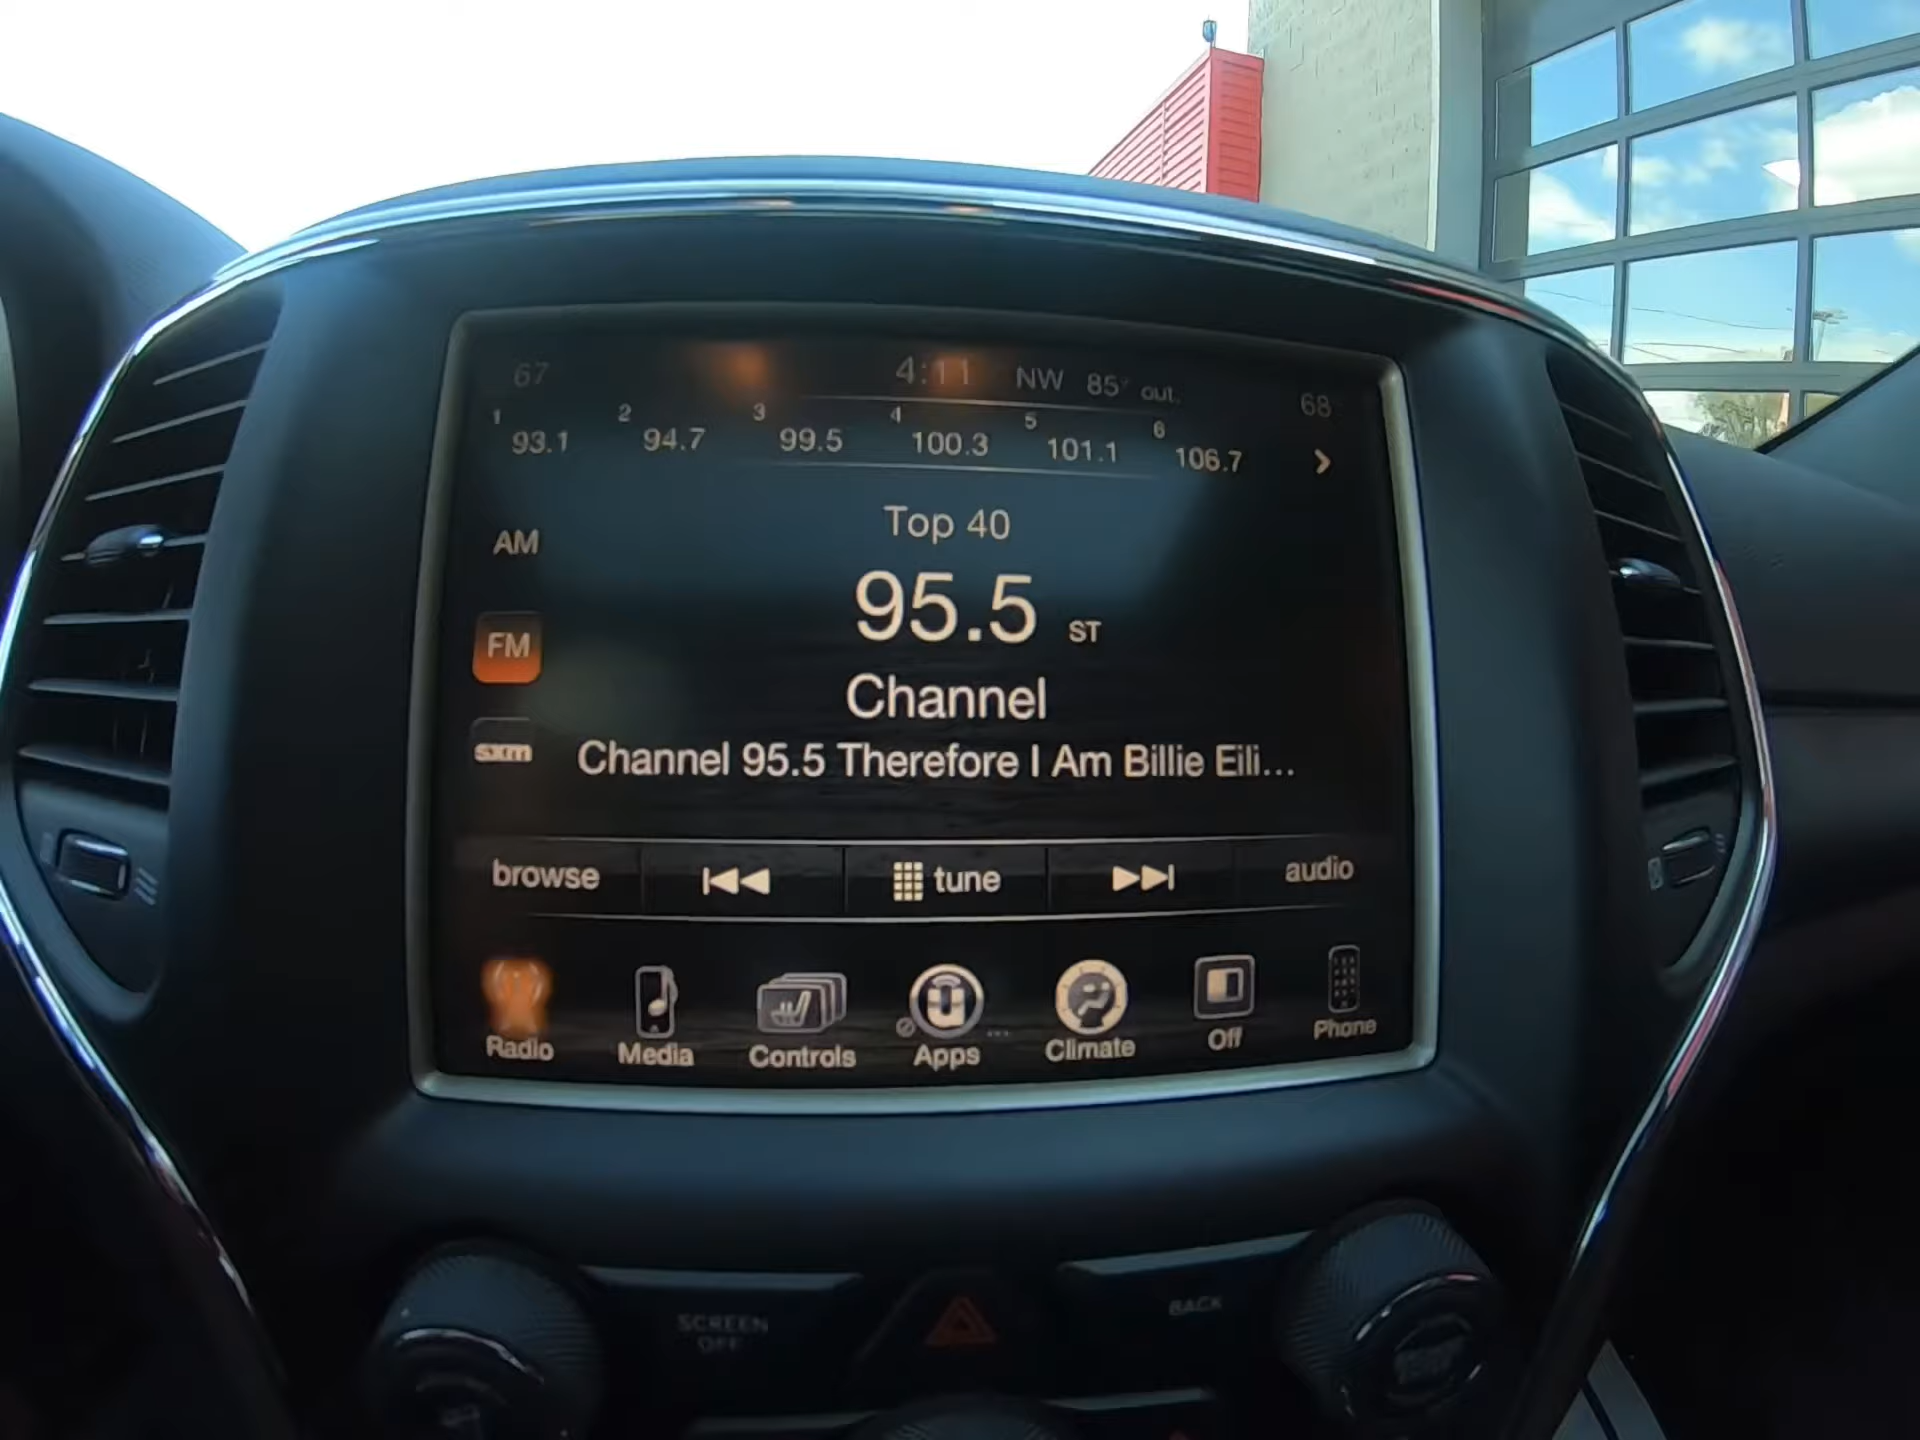 67 4:11 NW 85° out. 68
1 93.1 2 94.7 3 99.5 4 100.3 5 101.1 6 106.7
Top 40
AM
95.5 ST
FM
Channel
sxm
Channel 95.5 Therefore I Am Billie Eili...
browse tune audio
Radio Media Controls Apps Climate Off Phone
SCREEN OFF
BACK